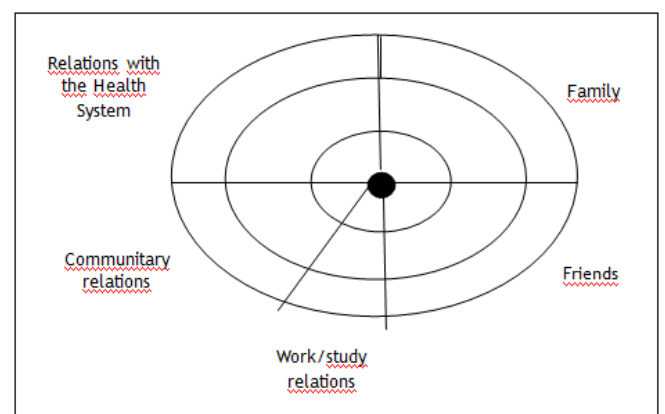 Relations with
the Health
System
Family
Communitary
relations
Friends
Work/study
relations